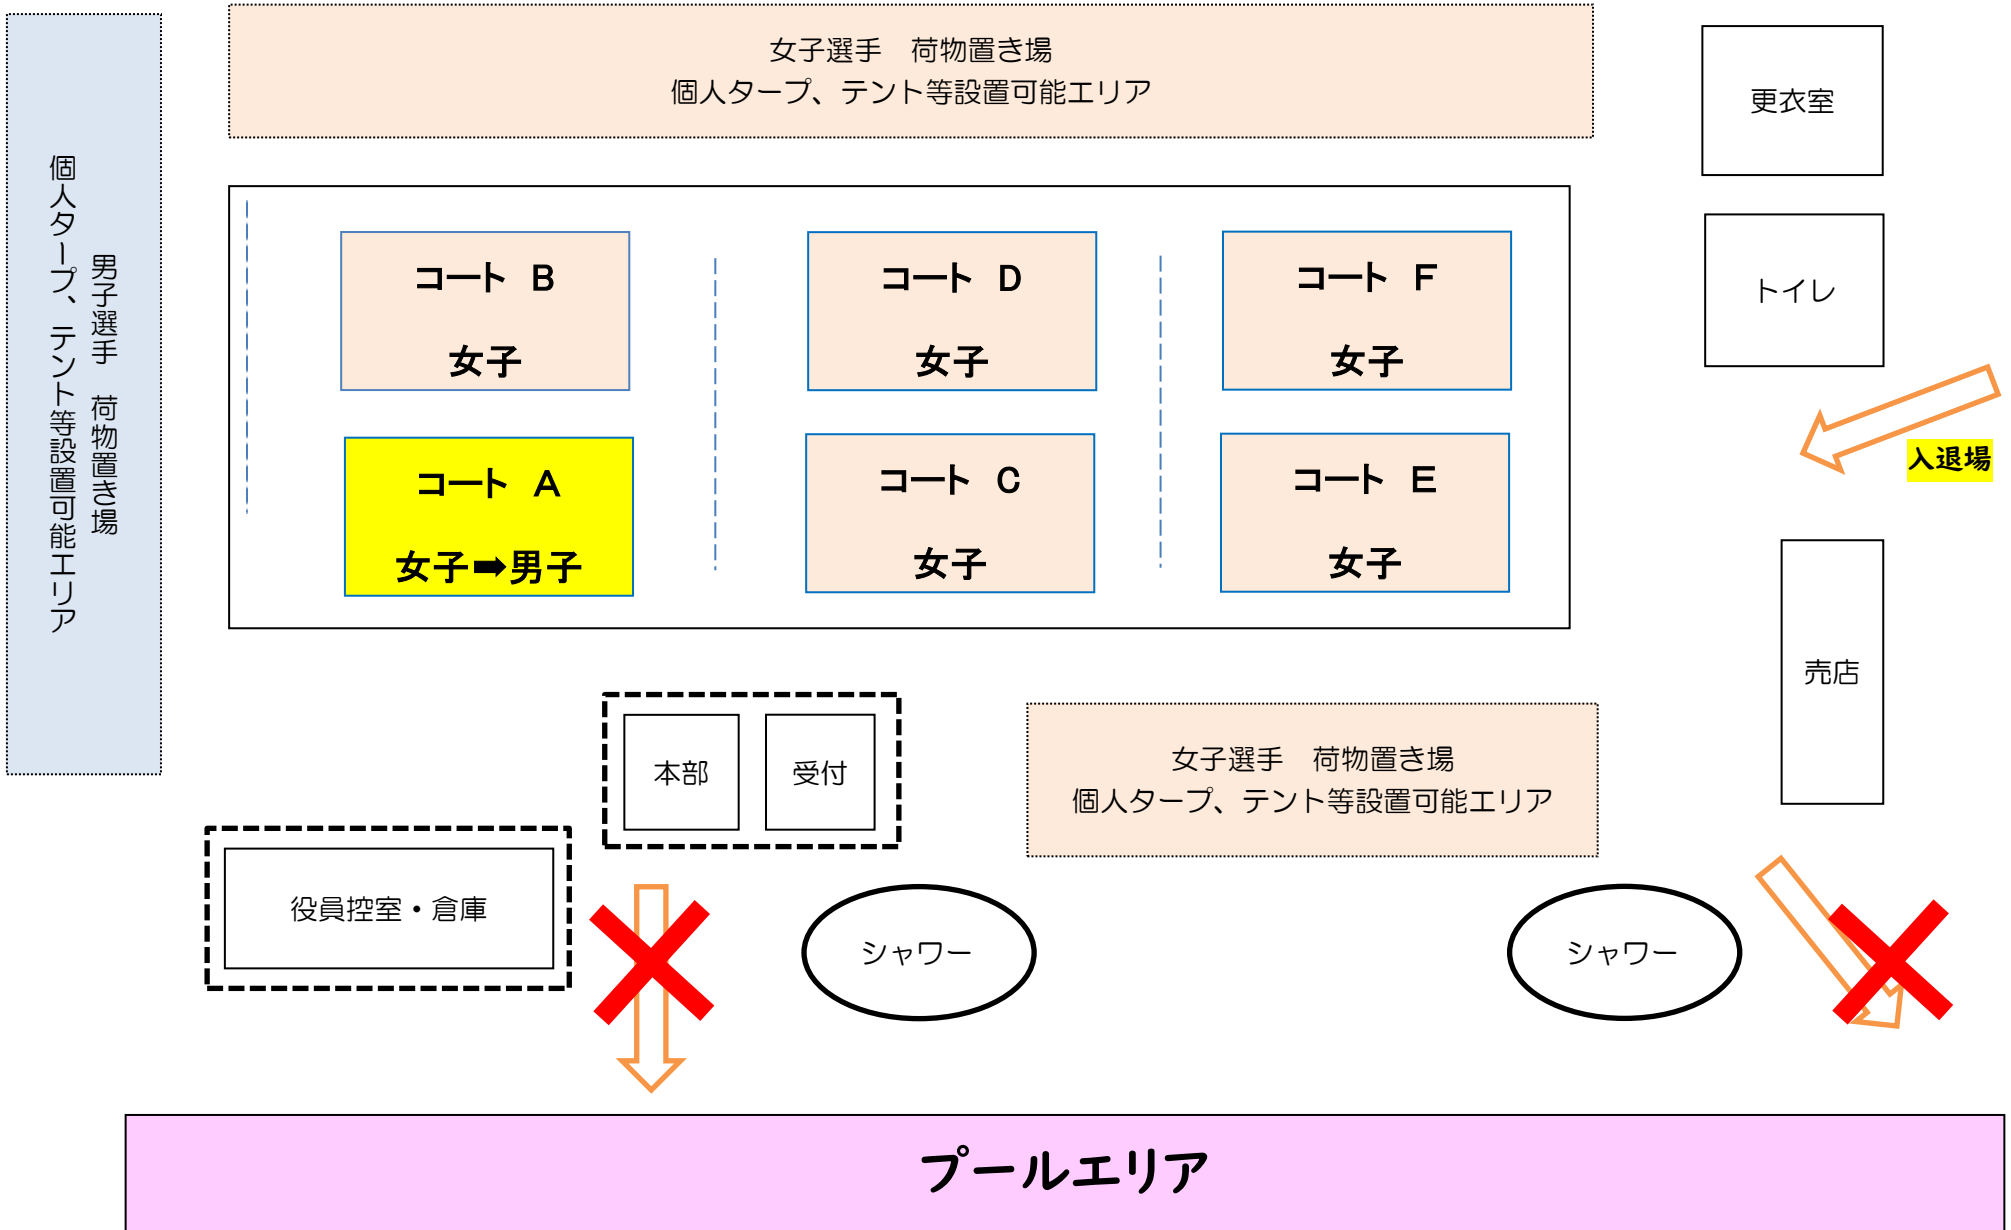 女子選手　荷物置き場
個人タープ、テント等設置可能エリア
更衣室
男子選手　荷物置き場
個人タープ、テント等設置可能エリア
コート　B
女子
コート　D
女子
コート　F
女子
トイレ
コート　A
女子➡男子
コート　C
女子
コート　E
女子
入退場
売店
本部
受付
女子選手　荷物置き場
個人タープ、テント等設置可能エリア
役員控室・倉庫
シャワー
シャワー
プールエリア